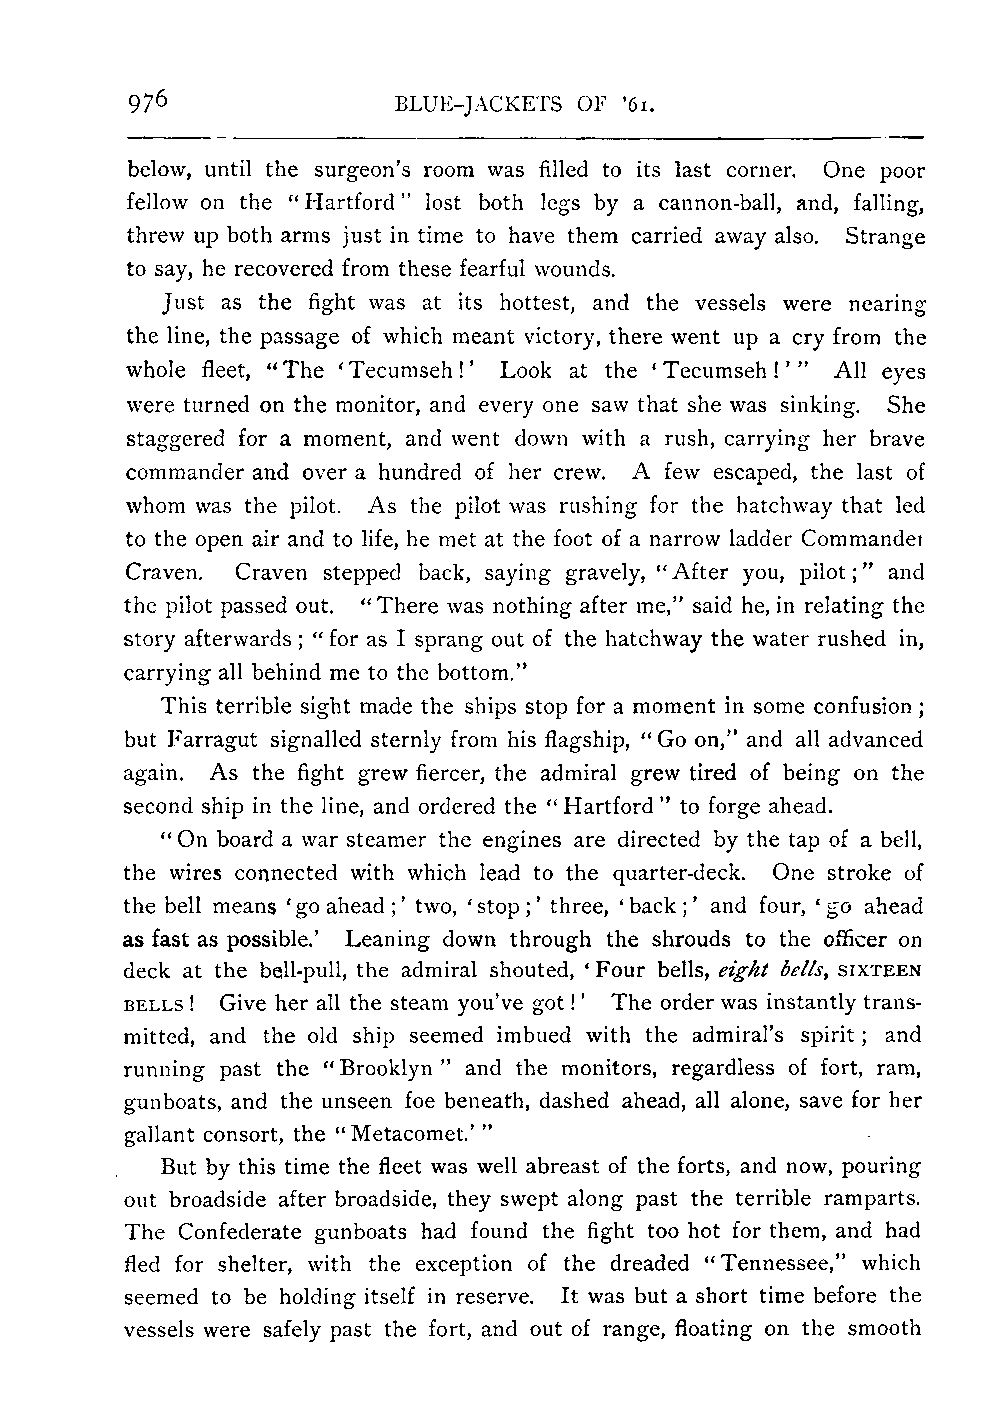 976 BLUE-JACKETS OF '61.
below, until the surgeon's room was filled to its last corner. One poor
fellow on the "Hartford" lost both legs by a cannon-ball, and, falling,
threw up both arms just in time to have them carried away also. Strange
to say, he recovered from these fearful wounds.
Just as the fight was at its hottest, and the vessels were nearing
the line, the passage of which meant victory, there went up a cry from the
whole fleet, "The 'Tecumseh!' Look at the 'Tecumseh!'" All eyes
were turned on the monitor, and every one saw that she was sinking. She
staggered for a moment, and went down with a rush, carrying her brave
commander and over a hundred of her crew. A few escaped, the last of
whom was the pilot. As the pilot was rushing for the hatchway that led
to the open air and to life, he met at the foot of a narrow ladder Commander
Craven. Craven stepped back, saying gravely, "After you, pilot;" and
the pilot passed out. "There was nothing after me," said he, in relating the
story afterwards; "for as I sprang out of the hatchway the water rushed in,
carrying all behind me to the bottom."
This terrible sight made the ships stop for a moment in some confusion;
but Farragut signalled sternly from his flagship, "Go on," and all advanced
again. As the fight grew fiercer, the admiral grew tired of being on the
second ship in the line, and ordered the "Hartford" to forge ahead.
"On board a war steamer the engines are directed by the tap of a bell,
the wires connected with which lead to the quarter-deck. One stroke of
the bell means 'go ahead;' two, 'stop;' three, 'back;' and four, 'go ahead
as fast as possible.' Leaning down through the shrouds to the officer on
deck at the bell-pull, the admiral shouted, 'Four bells, eight bells, SIXTEEN
BELLS! Give her all the steam you've got!' The order was instantly trans-
mitted, and the old ship seemed imbued with the admiral's spirit; and
running past the "Brooklyn" and the monitors, regardless of fort, ram,
gunboats, and the unseen foe beneath, dashed ahead, all alone, save for her
gallant consort, the "Metacomet.'"
But by this time the fleet was well abreast of the forts, and now, pouring
out broadside after broadside, they swept along past the terrible ramparts.
The Confederate gunboats had found the fight too hot for them, and had
fled for shelter, with the exception of the dreaded "Tennessee," which
seemed to be holding itself in reserve. It was but a short time before the
vessels were safely past the fort, and out of range, floating on the smooth